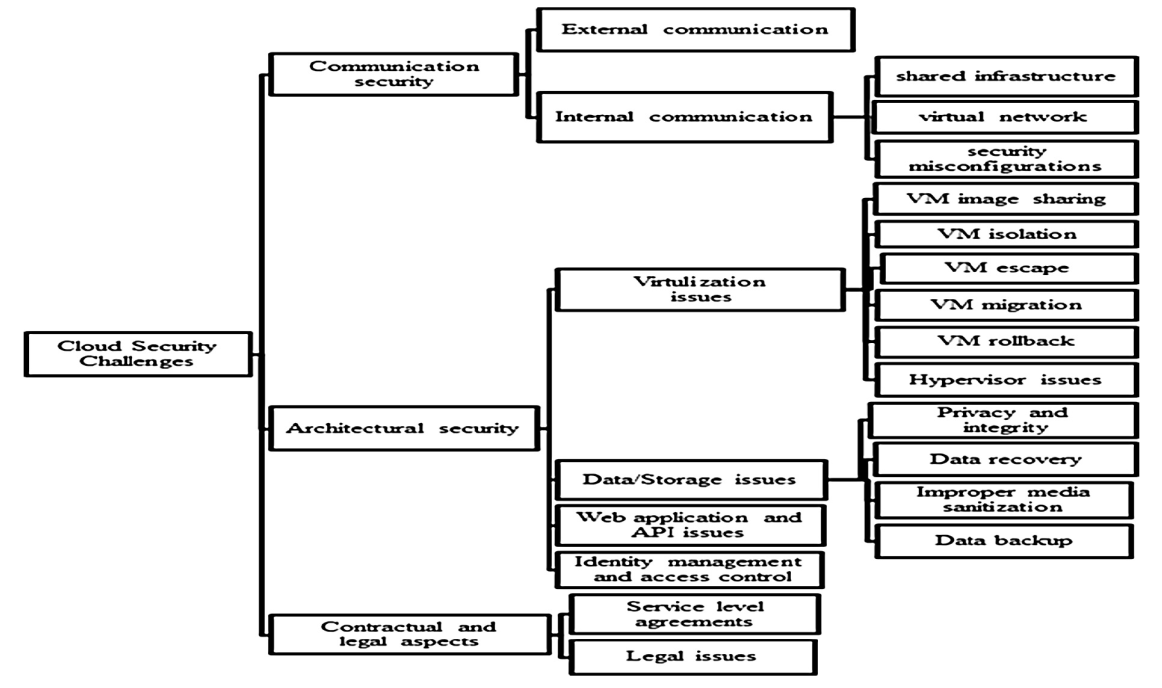 External communication
Communication
security
shared infrastructure
Internal communication
virtual network
security
misconfigurations
VM image sharing
VM isolation
VM escape
Virtulization
issues
VM migration
VM rollback
Cloud Security
Challenges
Hypervisor issues
Privacy and
integrity
Architectural security
Data recovery
Data/Storage issues
Improper media
sanitization
Web application and
API issues
Data backup
Identity management
and access control
Service level
agreements
Contractual and
legal aspects
Legal issues